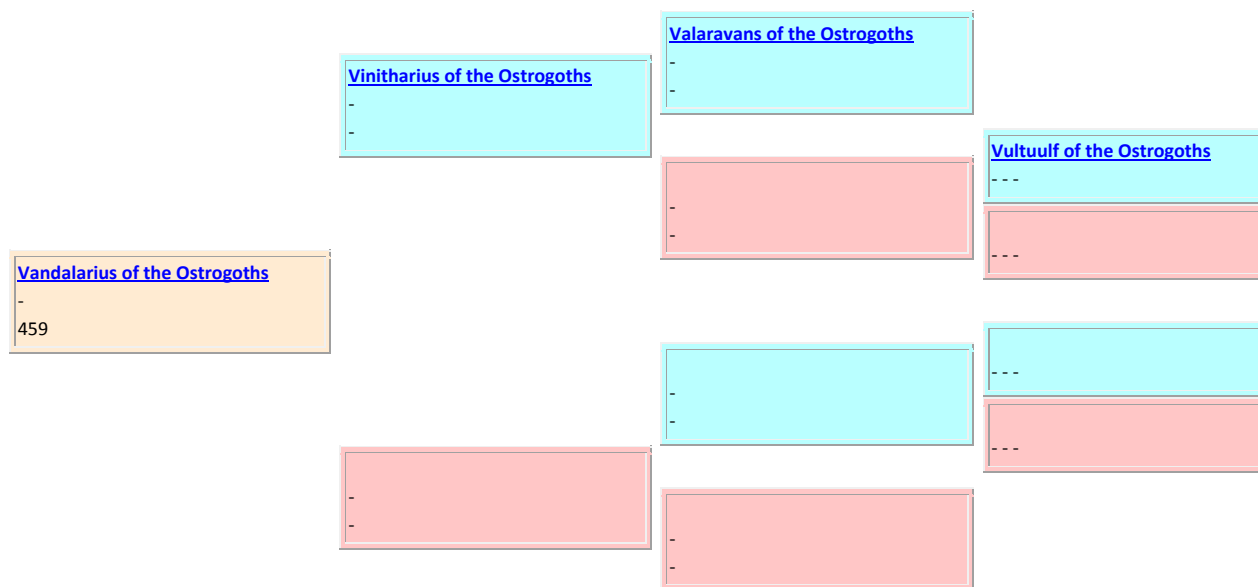 Valaravans of the Ostrogoths
-
-
Vinitharius of the Ostrogoths
-
-
Vultuulf of the Ostrogoths
- - -
-
-
- - -
Vandalarius of the Ostrogoths
-
459
- - -
-
-
- - -
-
-
-
-